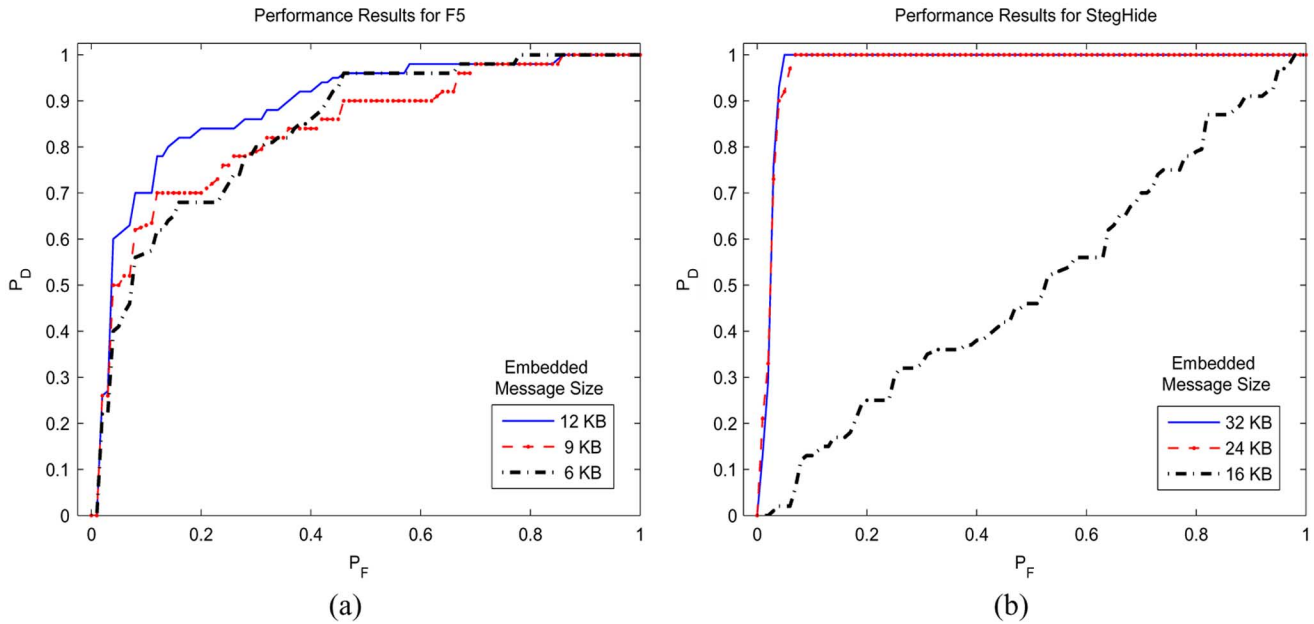 Performance Results for F5
1
0.9
0.8
0.7
0.6
0.5
0.4
0.3
0.2
0.1
0
P_D
0
0.2
0.4
0.6
0.8
1
P_F
Embedded
Message Size
12 KB
9 KB
6 KB
(a)
Performance Results for StegHide
1
0.9
0.8
0.7
0.6
0.5
0.4
0.3
0.2
0.1
0
P_D
0
0.2
0.4
0.6
0.8
1
P_F
Embedded
Message Size
32 KB
24 KB
16 KB
(b)